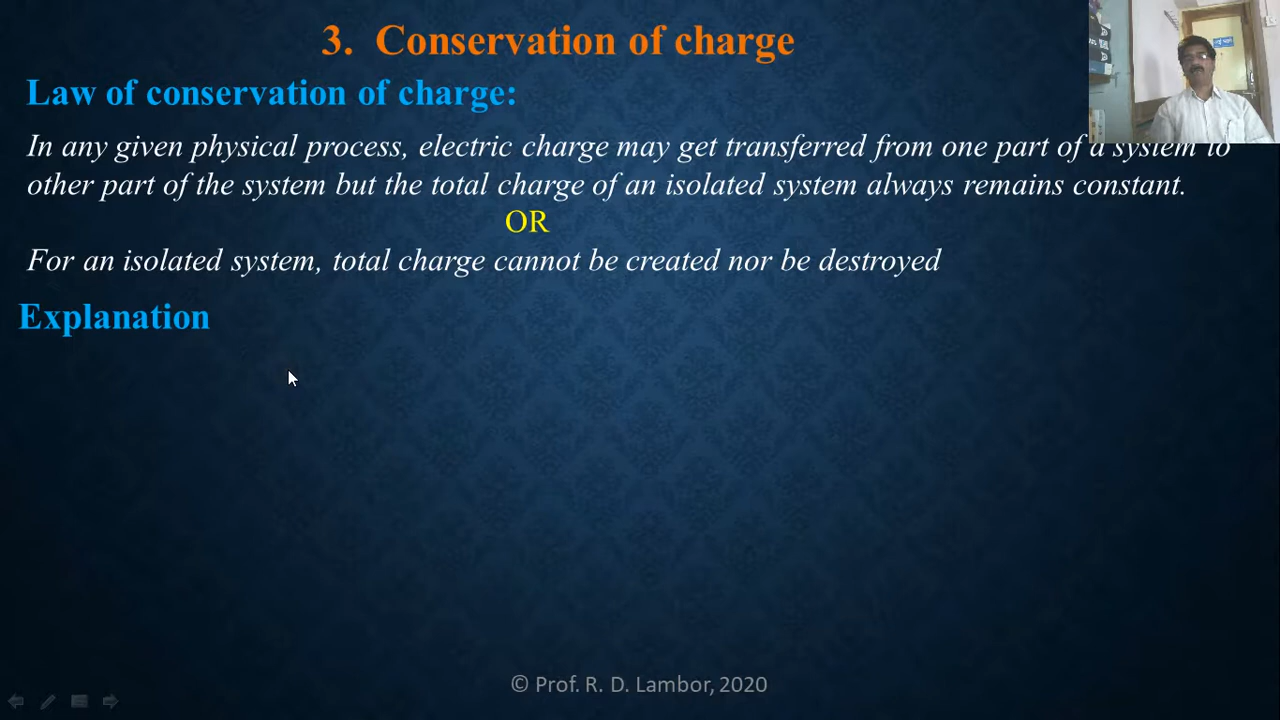 3. Conservation of charge
Law of conservation of charge:
In any given physical process, electric charge may get transferred from one part of a system to
other part of the system but the total charge of an isolated system always remains constant.
OR
For an isolated system, total charge cannot be created nor be destroyed
Explanation
© Prof. R. D. Lambor, 2020